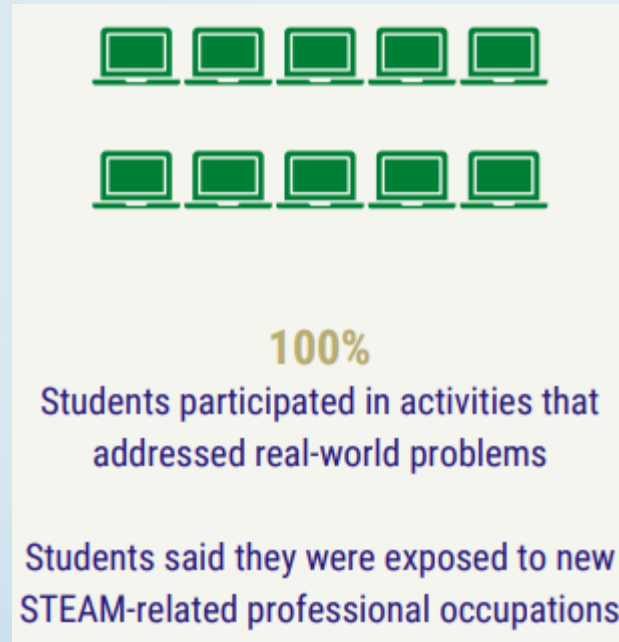 100%
Students participated in activities that
addressed real-world problems
Students said they were exposed to new
STEAM-related professional occupations